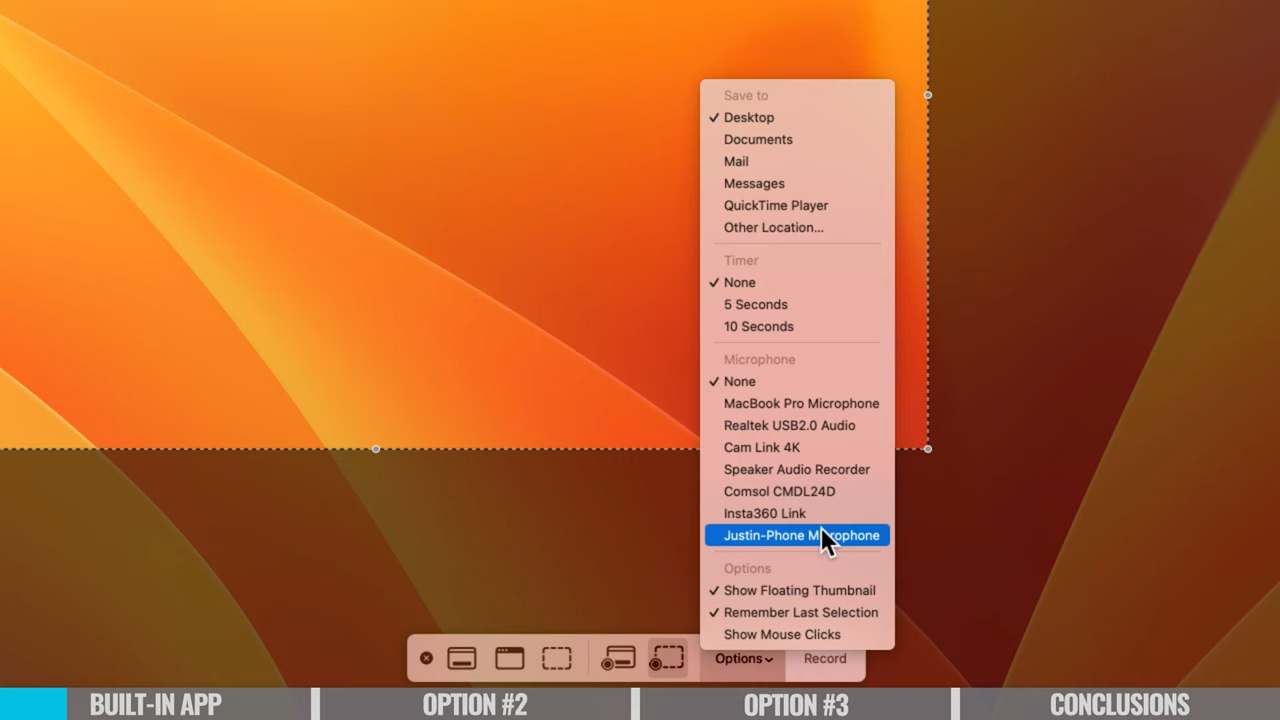 Save to
✓ Desktop
Documents
Mail
Messages
QuickTime Player
Other Location...
Timer
✓ None
5 Seconds
10 Seconds
Microphone
✓ None
MacBook Pro Microphone
Realtek USB2.0 Audio
Cam Link 4K
Speaker Audio Recorder
Comsol CMDL24D
Insta360 Link
Justin-Phone Microphone
Options
✓ Show Floating Thumbnail
✓ Remember Last Selection
Show Mouse Clicks
Options Record
BUILT-IN APP OPTION #2 OPTION #3 CONCLUSIONS